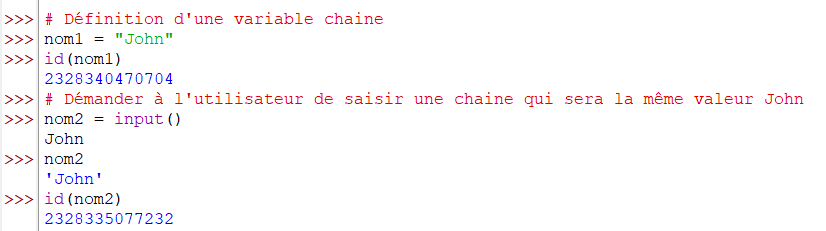 >>> # Définition d'une variable chaine
>>> nom1 = "John"
>>> id(nom1)
2328340470704
>>> # Démander à l'utilisateur de saisir une chaine qui sera la même valeur John
>>> nom2 = input()
John
>>> nom2
'John'
>>> id(nom2)
2328335077232